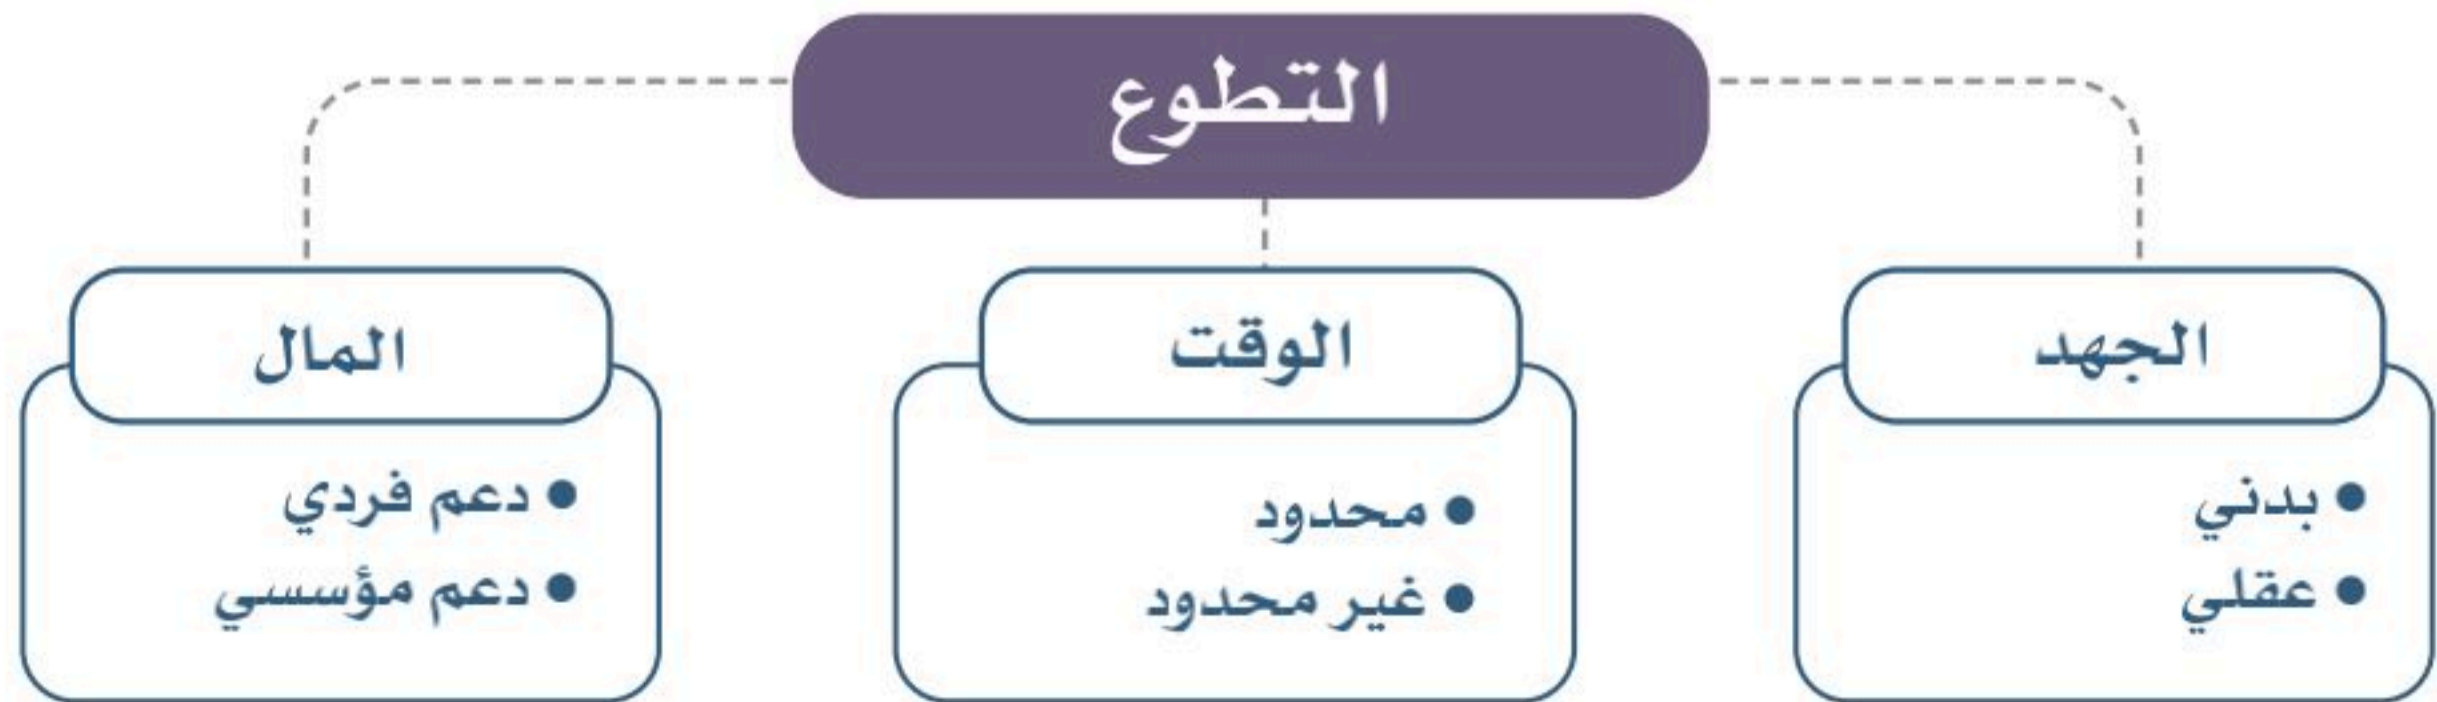 التطوع
الجهد
● بدني
● عقلي
الوقت
● محدود
● غير محدود
المال
● دعم فردي
● دعم مؤسسي